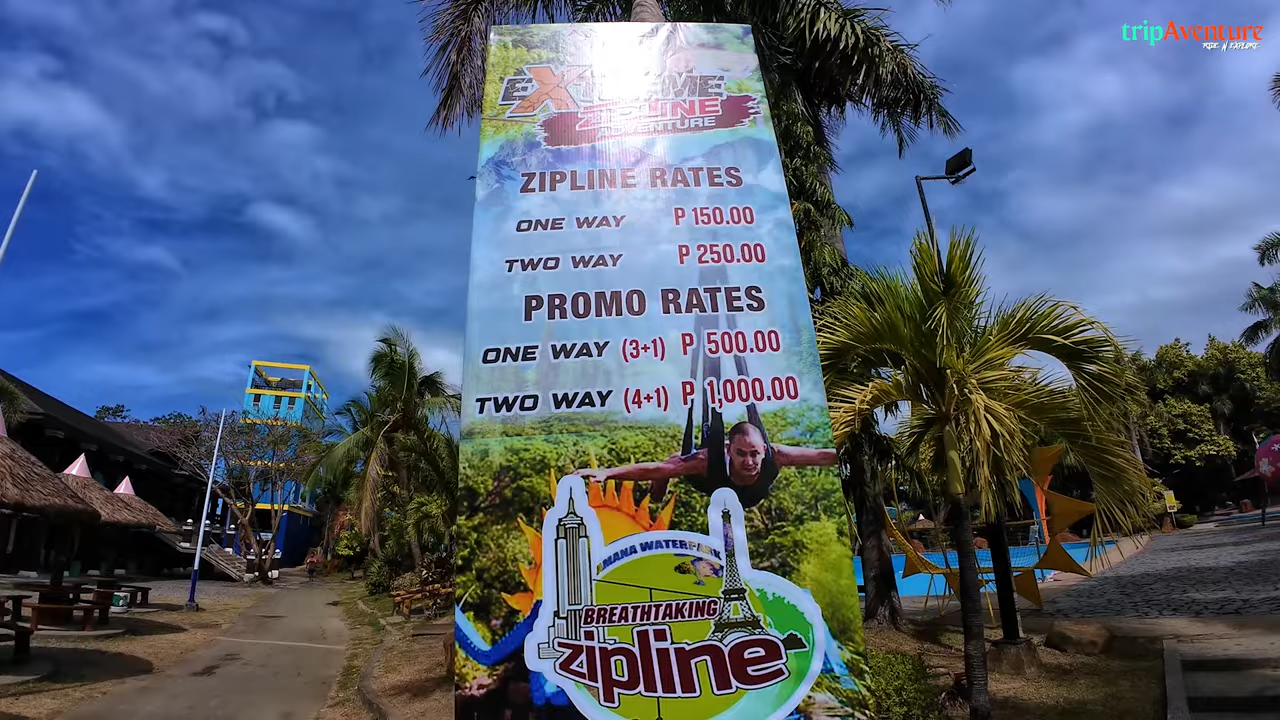 tripAventure
RIDE N EXPLORE
EXTREME
ZIPLINE
ADVENTURE
ZIPLINE RATES
ONE WAY P 150.00
TWO WAY P 250.00
PROMO RATES
ONE WAY (3+1) P 500.00
TWO WAY (4+1) P 1,000.00
AMANA WATERPARK
BREATHTAKING
zipline